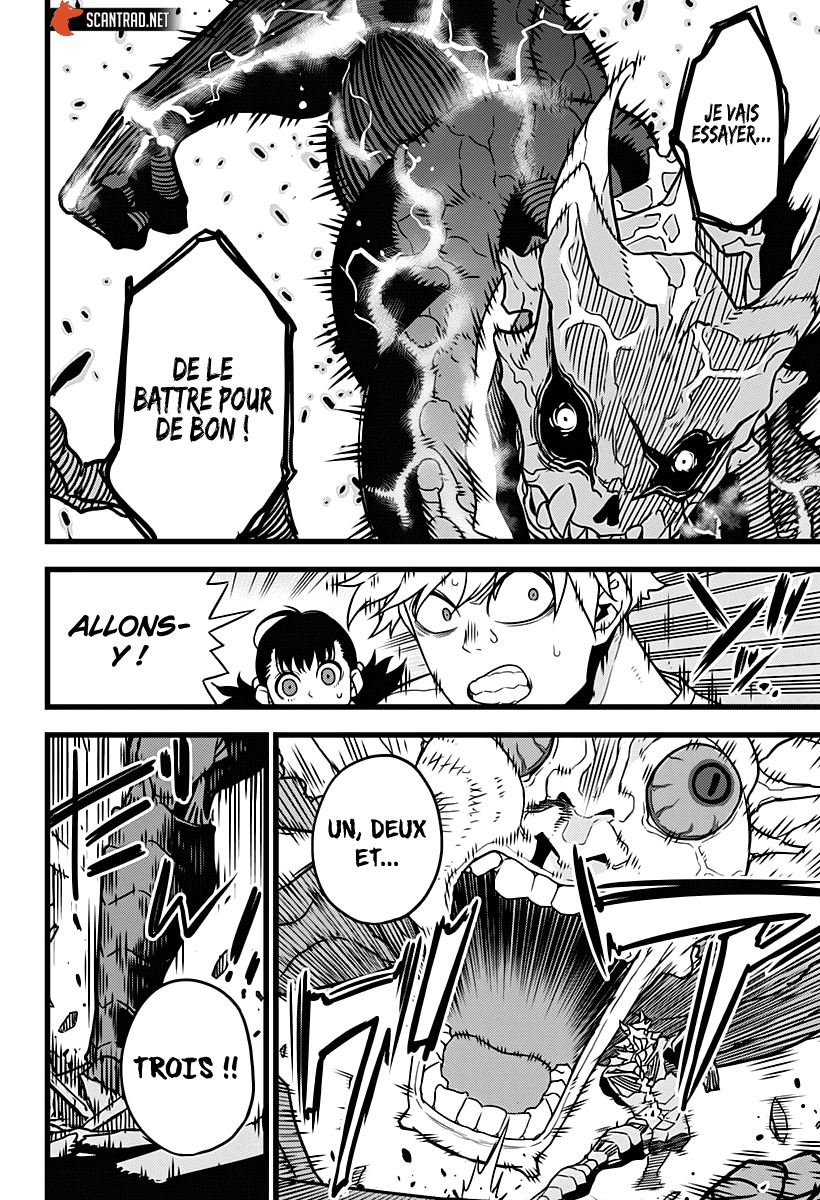 SCANTRAD.NET
JE VAIS
ESSAYER...
DE LE
BATTRE POUR
DE BON !
ALLONS-
Y !
UN, DEUX
ET...
TROIS !!